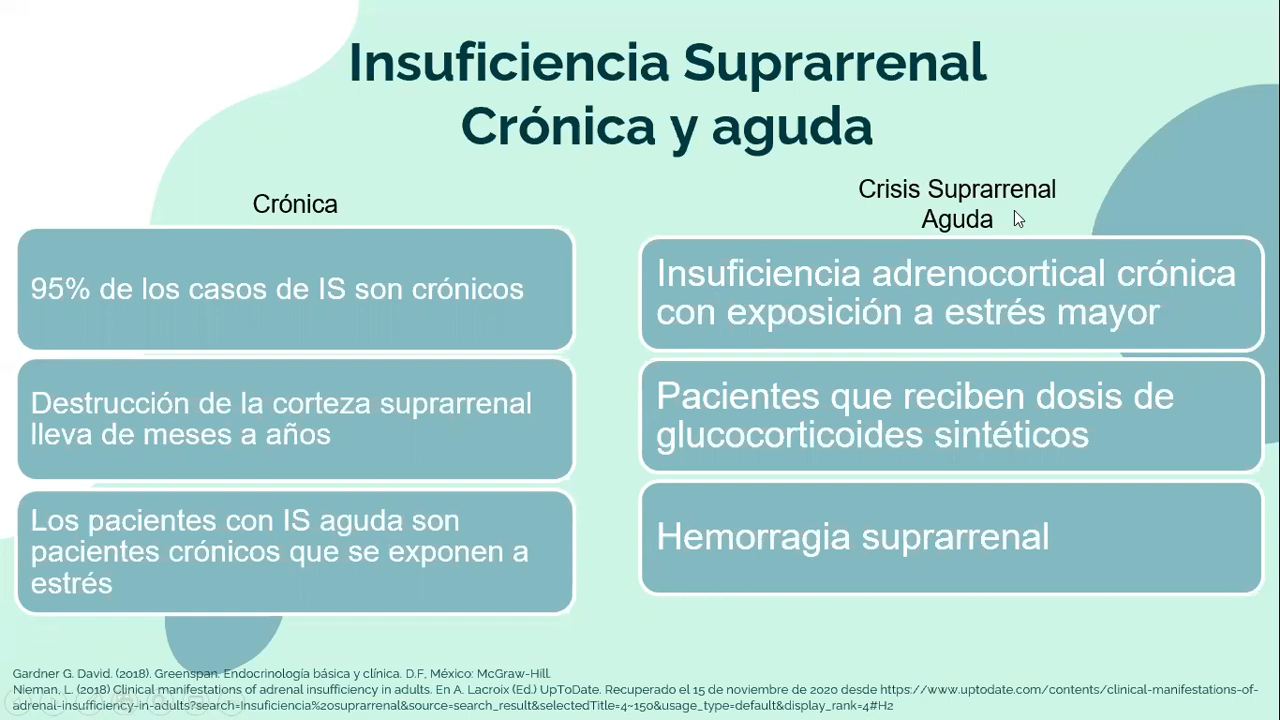 Insuficiencia Suprarrenal
Crónica y aguda
Crónica
95% de los casos de IS son crónicos
Destrucción de la corteza suprarrenal
lleva de meses a años
Los pacientes con IS aguda son
pacientes crónicos que se exponen a
estrés
Crisis Suprarrenal
Aguda
Insuficiencia adrenocortical crónica
con exposición a estrés mayor
Pacientes que reciben dosis de
glucocorticoides sintéticos
Hemorragia suprarrenal
Gardner G. David. (2018). Greenspan. Endocrinología básica y clínica. D.F, México: McGraw-Hill.
Nieman, L. (2018) Clinical manifestations of adrenal insufficiency in adults. En A. Lacroix (Ed.) UpToDate. Recuperado el 15 de noviembre de 2020 desde https://www.uptodate.com/contents/clinical-manifestations-of-
adrenal-insufficiency-in-adults?search=Insuficiencia%20suprarrenal&source=search_result&selectedTitle=4~150&usage_type=default&display_rank=4#H2